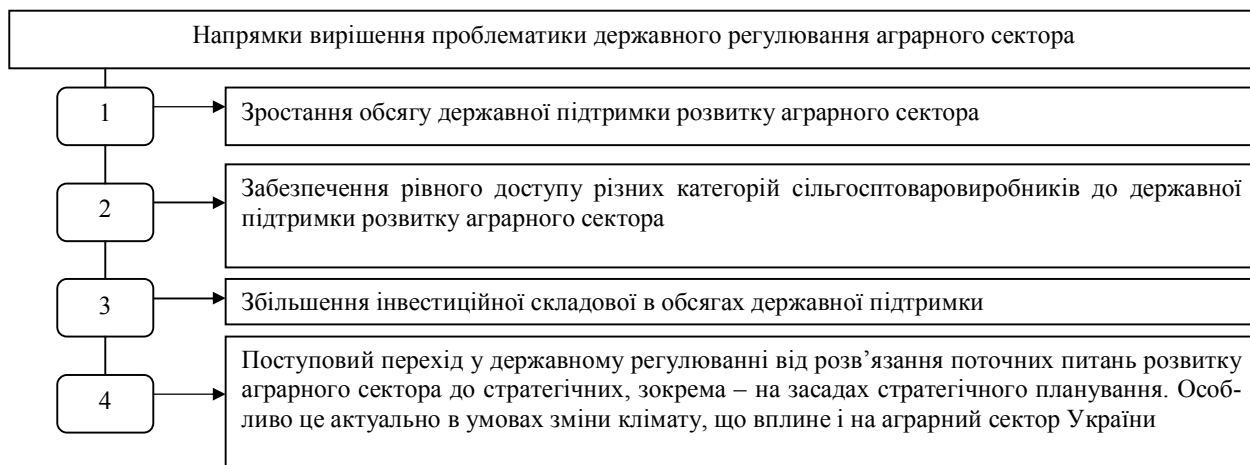 Напрямки вирішення проблематики державного регулювання аграрного сектора
1
Зростання обсягу державної підтримки розвитку аграрного сектора
2
Забезпечення рівного доступу різних категорій сільгосптоваровиробників до державної
підтримки розвитку аграрного сектора
3
Збільшення інвестиційної складової в обсягах державної підтримки
4
Поступовий перехід у державному регулюванні від розв’язання поточних питань розвитку
аграрного сектора до стратегічних, зокрема – на засадах стратегічного планування. Особ-
ливо це актуально в умовах зміни клімату, що вплине і на аграрний сектор України